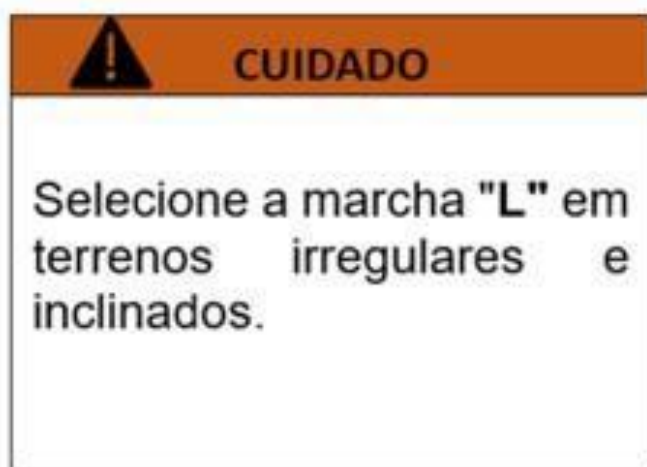 CUIDADO
Selecione a marcha "L" em
terrenos irregulares e
inclinados.